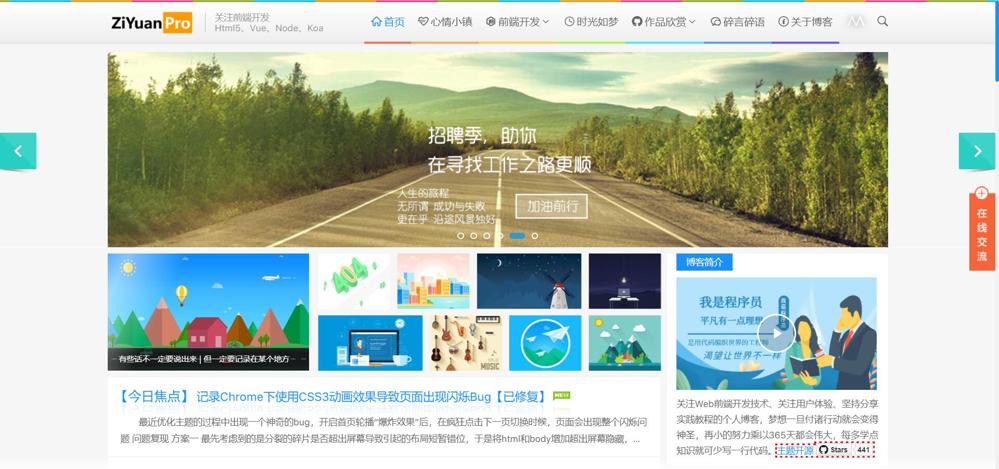 ZiYuanPro
关注前端开发
Html5、Vue、Node、Koa
首页
心情小镇
前端开发
时光如梦
作品欣赏
碎言碎语
关于博客
招聘季，助你
在寻找工作之路更顺
人生的旅程
无所谓 成功与失败
更在乎 沿途风景独好
加油前行
在线交流
有些话不一定要说出来 | 但一定要记录在某个地方
404
MUSIC
博客简介
我是程序员
平凡有一点理想
是用代码编织世界的工
渴望让世界不一样
【今日焦点】 记录Chrome下使用CSS3动画效果导致页面出现闪烁Bug【已修复】
最近优化主题的过程中出现一个神奇的bug，开启首页轮播“爆炸效果”后，在疯狂点击下一页切换时候，页面会出现整个闪烁问
题 问题复现 方案一 最先考虑到的是分裂的碎片是否超出屏幕导致引起的布局短暂错位，于是将html和body增加超出屏幕隐藏，...
关注Web前端开发技术、关注用户体验、坚持分享
实践教程的个人博客，梦想一旦付诸行动就会变得
神圣，再小的努力乘以365天都会伟大，每多学点
知识就可少写一行代码。主题开源 Stars 441